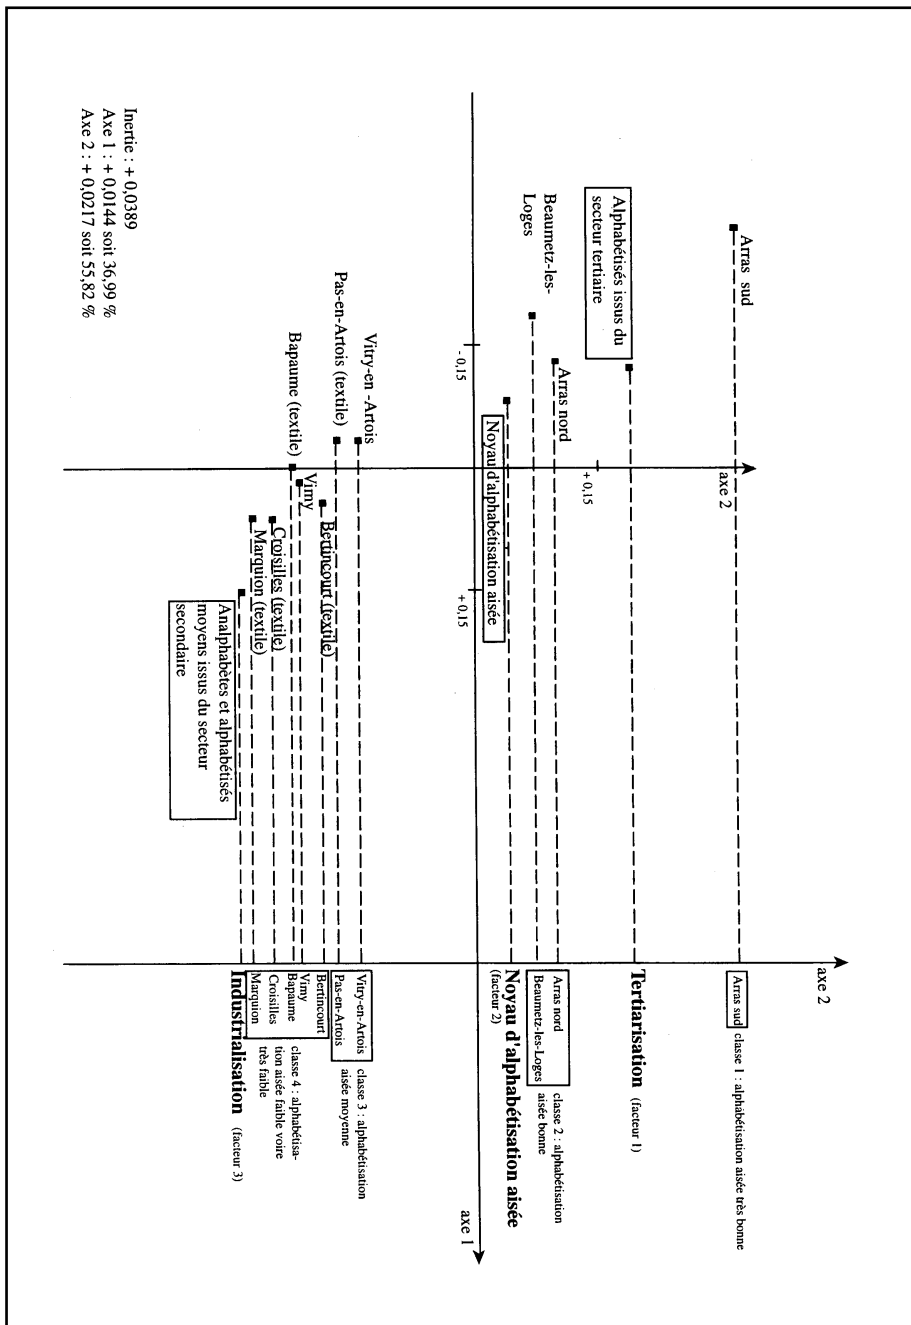 axe 2
axe 2
Arras sud
Arras sud
classe 1 : alphabétisation aisée très bonne
Alphabétisés issus du
secteur tertiaire
Tertiarisation (facteur 1)
+ 0,15
Beaumetz-les-
Loges
Arras nord
Arras nord
Beaumetz-les-Loges
classe 2 : alphabétisation
aisée bonne
Noyau d'alphabétisation aisée
Noyau d'alphabétisation aisée
(facteur 2)
- 0,15
+ 0,15
axe 1
Vitry-en -Artois
Pas-en-Artois (textile)
Vitry-en-Artois
Pas-en-Artois
classe 3 : alphabétisation
aisée moyenne
Bapaume (textile)
Vimy
Bertincourt (textile)
Croisilles (textile)
Marquion (textile)
Bertincourt
Vimy
Bapaume
Croisilles
Marquion
classe 4 : alphabétisa-
tion aisée faible voire
très faible
Analphabètes et alphabétisés
moyens issus du secteur
secondaire
Industrialisation (facteur 3)
Inertie : + 0,0389
Axe 1 : + 0,0144 soit 36,99 %
Axe 2 : + 0,0217 soit 55,82 %